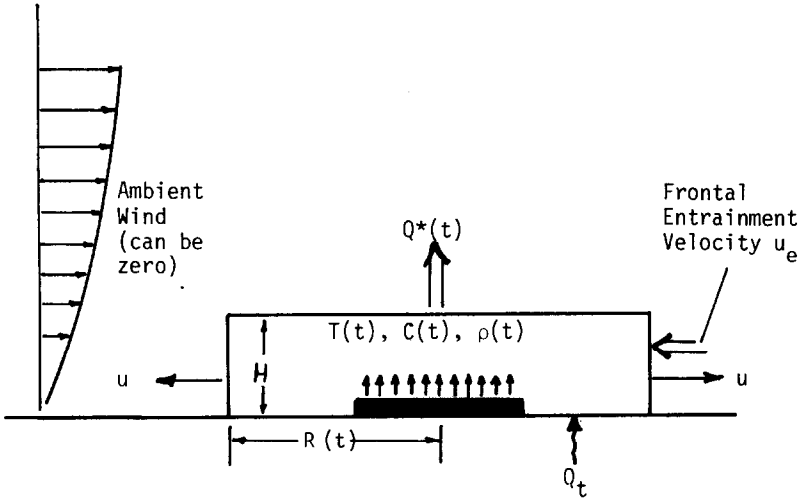 Ambient
Wind
(can be
zero)
Frontal
Entrainment
Velocity u_e
Q*(t)
T(t), C(t), ρ(t)
u
H
u
R(t)
Q_t